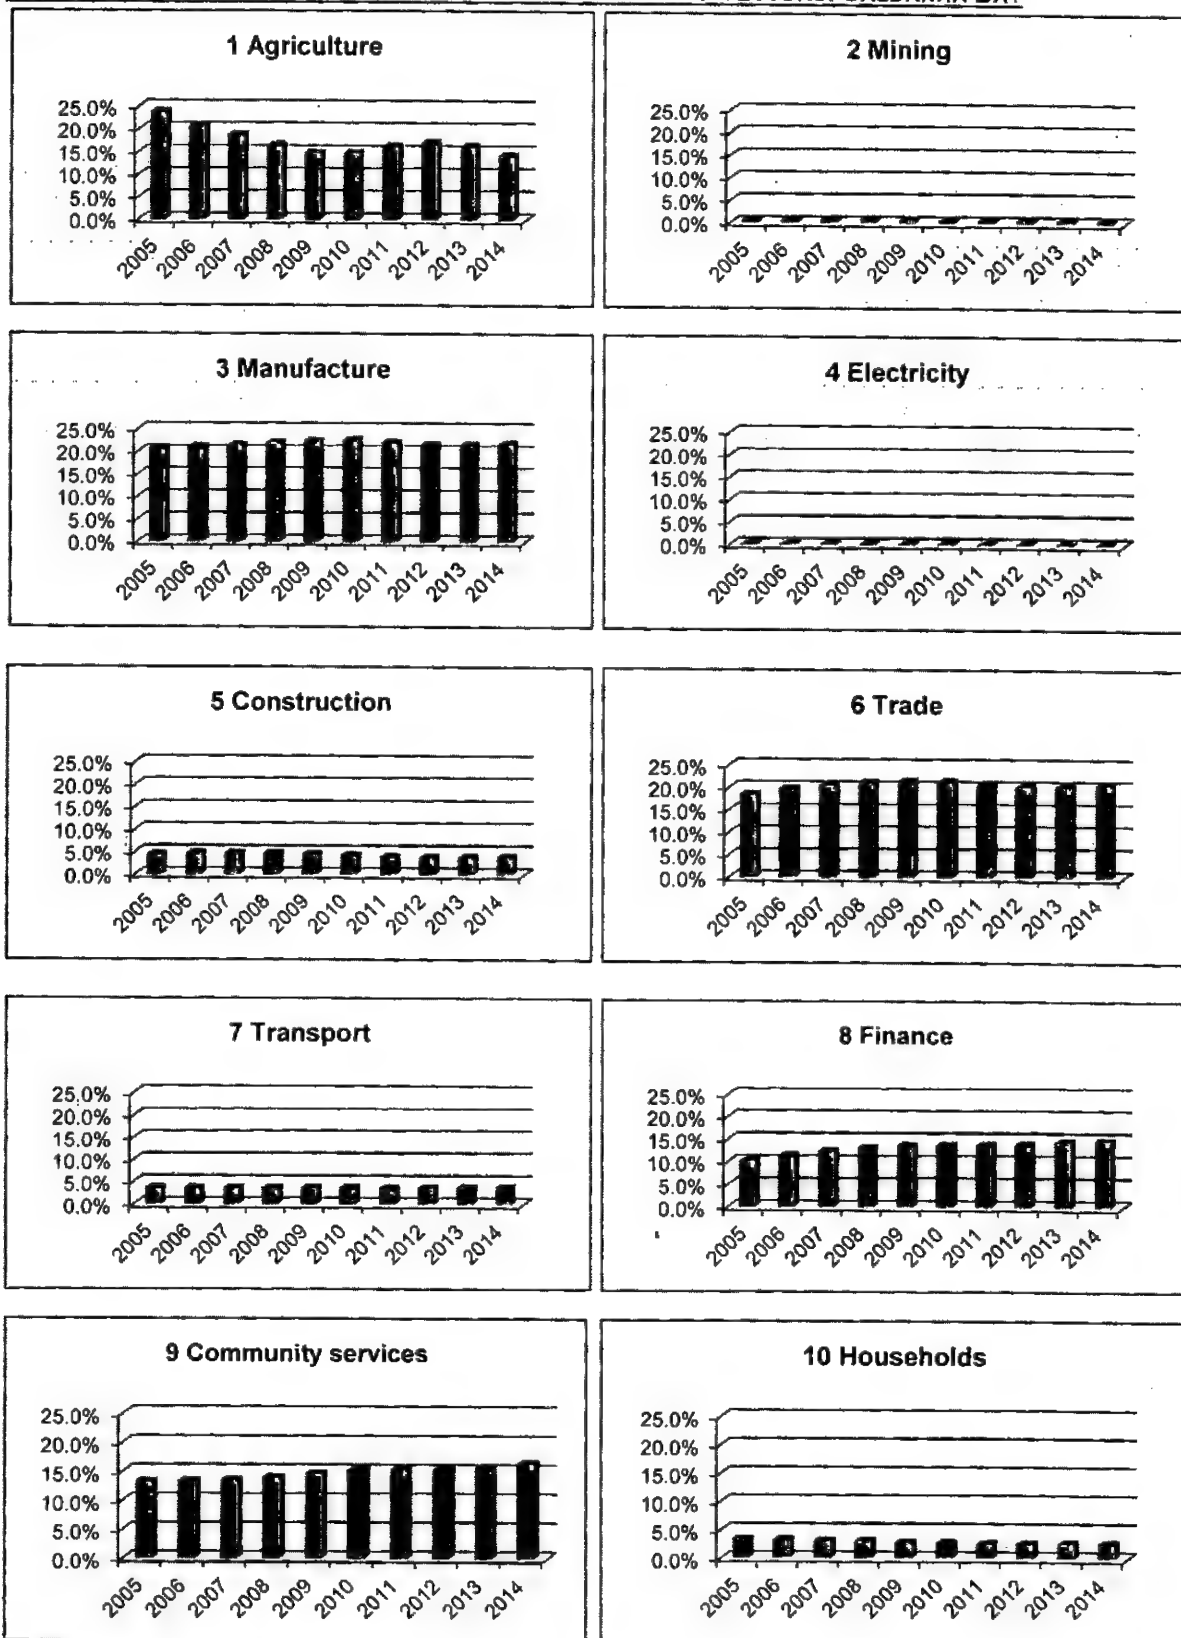 SALDANHA BAY
1 Agriculture
25.0%
20.0%
15.0%
10.0%
5.0%
0.0%
2005 2006 2007 2008 2009 2010 2011 2012 2013 2014
2 Mining
25.0%
20.0%
15.0%
10.0%
5.0%
0.0%
2005 2006 2007 2008 2009 2010 2011 2012 2013 2014
3 Manufacture
25.0%
20.0%
15.0%
10.0%
5.0%
0.0%
2005 2006 2007 2008 2009 2010 2011 2012 2013 2014
4 Electricity
25.0%
20.0%
15.0%
10.0%
5.0%
0.0%
2005 2006 2007 2008 2009 2010 2011 2012 2013 2014
5 Construction
25.0%
20.0%
15.0%
10.0%
5.0%
0.0%
2005 2006 2007 2008 2009 2010 2011 2012 2013 2014
6 Trade
25.0%
20.0%
15.0%
10.0%
5.0%
0.0%
2005 2006 2007 2008 2009 2010 2011 2012 2013 2014
7 Transport
25.0%
20.0%
15.0%
10.0%
5.0%
0.0%
2005 2006 2007 2008 2009 2010 2011 2012 2013 2014
8 Finance
25.0%
20.0%
15.0%
10.0%
5.0%
0.0%
2005 2006 2007 2008 2009 2010 2011 2012 2013 2014
9 Community services
25.0%
20.0%
15.0%
10.0%
5.0%
0.0%
2005 2006 2007 2008 2009 2010 2011 2012 2013 2014
10 Households
25.0%
20.0%
15.0%
10.0%
5.0%
0.0%
2005 2006 2007 2008 2009 2010 2011 2012 2013 2014